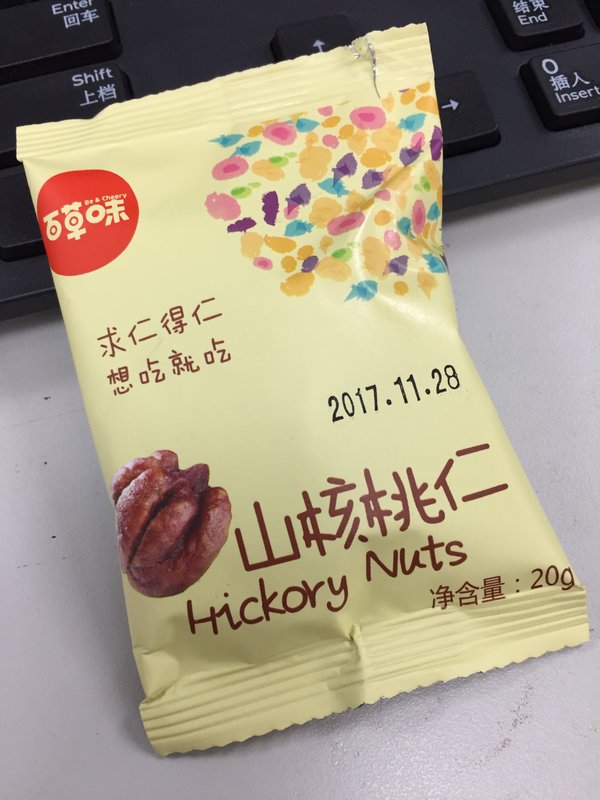 Enter
回车
Shift
上档
↑
→
结束
End
0
插入
Insert
Be & Cheery
百草味
求仁得仁
想吃就吃
2017.11.28
山核桃仁
Hickory Nuts
净含量：20g